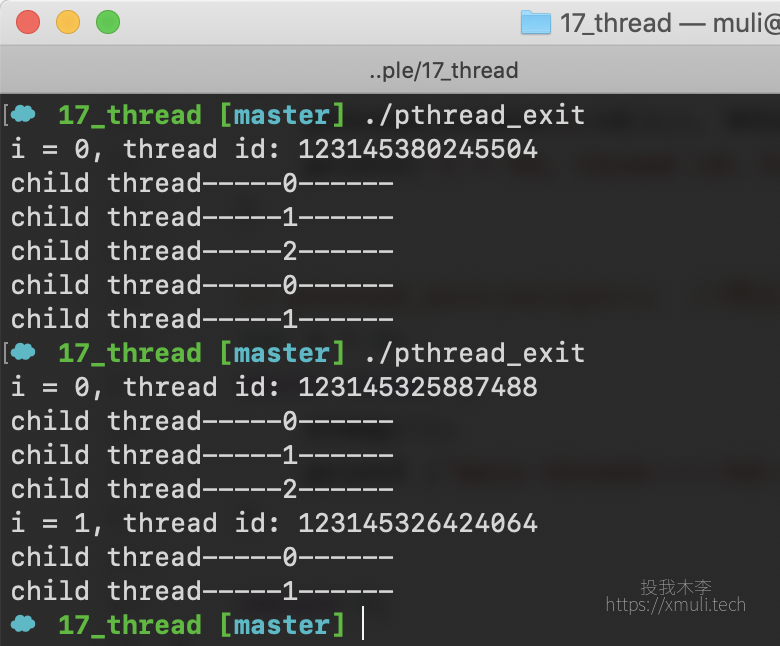 17_thread — muli@
..ple/17_thread
17_thread [master] ./pthread_exit
i = 0, thread id: 123145380245504
child thread-----0------
child thread-----1------
child thread-----2------
child thread-----0------
child thread-----1------
17_thread [master] ./pthread_exit
i = 0, thread id: 123145325887488
child thread-----0------
child thread-----1------
child thread-----2------
i = 1, thread id: 123145326424064
child thread-----0------
child thread-----1------
17_thread [master]
投我木李
https://xmuli.tech